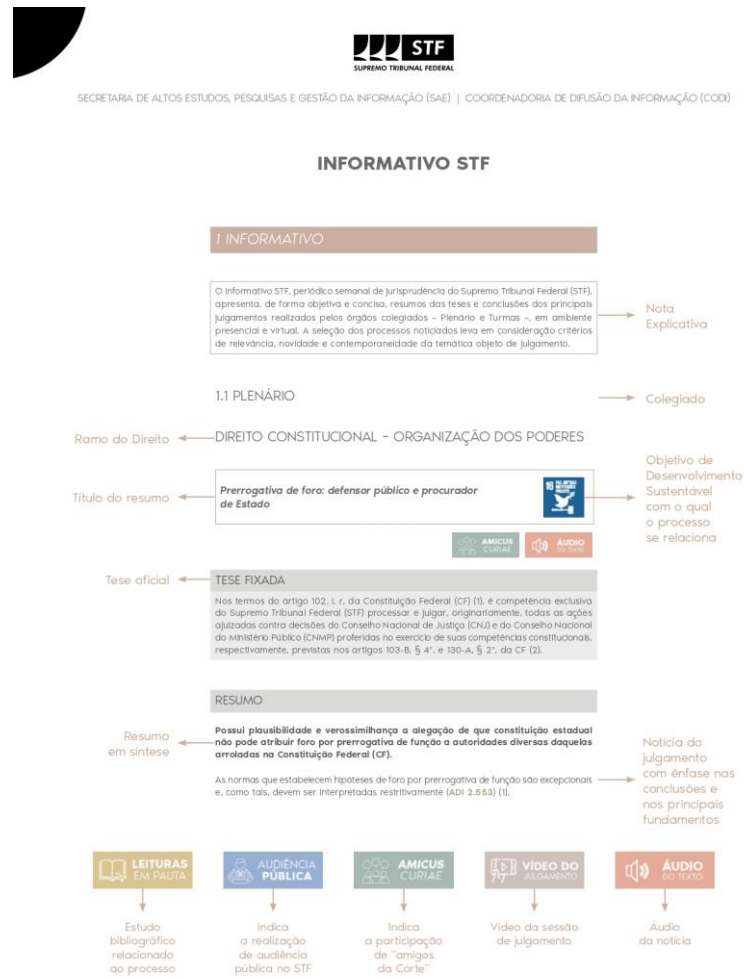 STF
SUPREMO TRIBUNAL FEDERAL
SECRETARIA DE ALTOS ESTUDOS, PESQUISAS E GESTÃO DA INFORMAÇÃO (SAE) | COORDENADORIA DE DIFUSÃO DA INFORMAÇÃO (CODI)
INFORMATIVO STF
1 INFORMATIVO
O Informativo STF, periódico semanal de jurisprudência do Supremo Tribunal Federal (STF),
apresenta, de forma objetiva e concisa, resumos das teses e conclusões dos principais
julgamentos realizados pelos órgãos colegiados – Plenário e Turmas –, em ambiente
presencial e virtual. A seleção dos processos noticiados leva em consideração critérios
de relevância, novidade e contemporaneidade da temática objeto de julgamento.
Nota
Explicativa
1.1 PLENÁRIO
Colegiado
Ramo do Direito
DIREITO CONSTITUCIONAL – ORGANIZAÇÃO DOS PODERES
Título do resumo
Prerrogativa de foro: defensor público e procurador
de Estado
16
Objetivo de
Desenvolvimento
Sustentável
com o qual
o processo
se relaciona
AMICUS
CURIAE
ÁUDIO
DO TEXTO
Tese oficial
TESE FIXADA
Nos termos do artigo 102, I, r, da Constituição Federal (CF) (1), é competência exclusiva
do Supremo Tribunal Federal (STF) processar e julgar, originariamente, todas as ações
ajuizadas contra decisões do Conselho Nacional de Justiça (CNJ) e do Conselho Nacional
do Ministério Público (CNMP) proferidas no exercício de suas competências constitucionais,
respectivamente, previstas nos artigos 103-B, § 4º, e 130-A, § 2º, da CF (2).
RESUMO
Resumo
em síntese
Possui plausibilidade e verossimilhança a alegação de que constituição estadual
não pode atribuir foro por prerrogativa de função a autoridades diversas daquelas
arroladas na Constituição Federal (CF).
As normas que estabelecem hipóteses de foro por prerrogativa de função são excepcionais
e, como tais, devem ser interpretadas restritivamente (ADI 2.553) (1).
Notícia do
julgamento
com ênfase nas
conclusões e
nos principais
fundamentos
LEITURAS
EM PAUTA
AUDIÊNCIA
PÚBLICA
AMICUS
CURIAE
VÍDEO DO
JULGAMENTO
ÁUDIO
DO TEXTO
Estudo
bibliográfico
relacionado
ao processo
Indica
a realização
de audiência
pública no STF
Indica
a participação
de "amigos
da Corte"
Vídeo da sessão
de julgamento
Áudio
da notícia